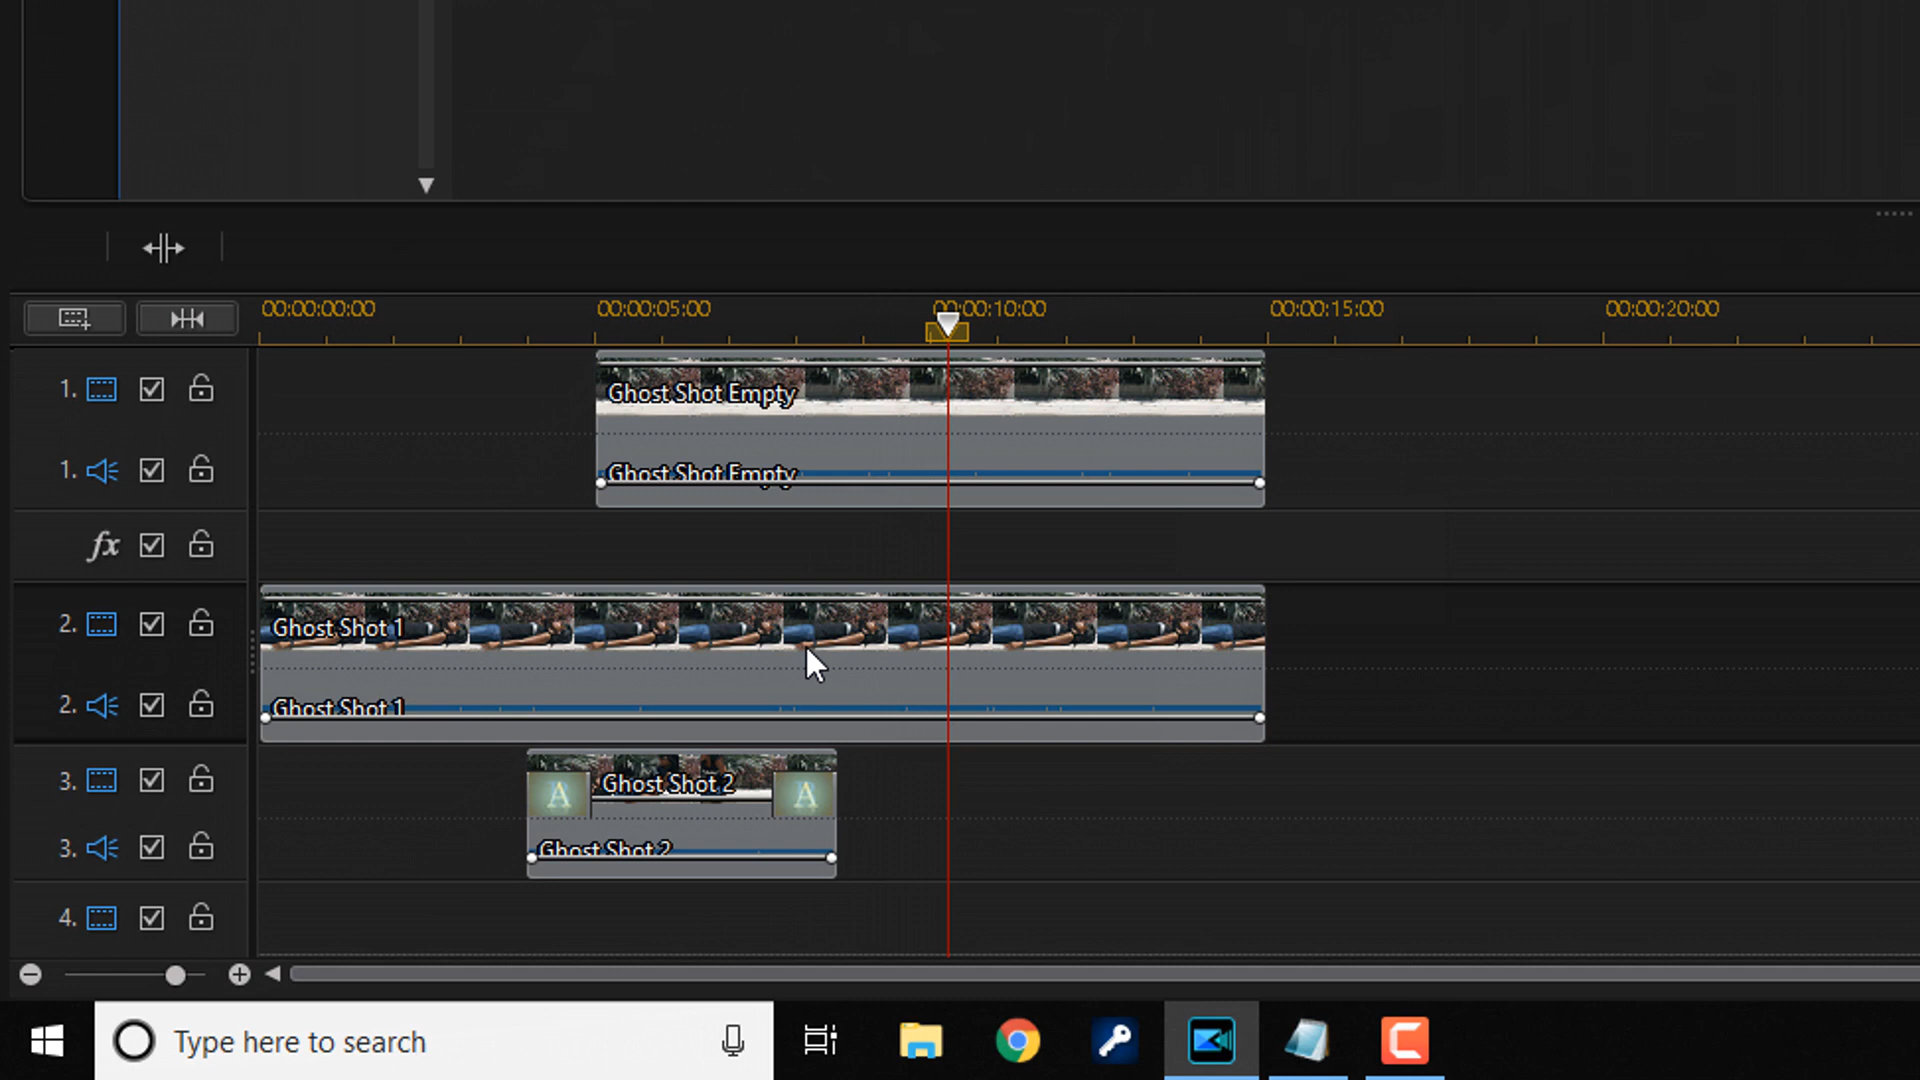 00:00:00:00 00:00:05:00 00:00:10:00 00:00:15:00 00:00:20:00
1. Ghost Shot Empty
1. Ghost Shot Empty
fx
2. Ghost Shot 1
2. Ghost Shot 1
3. A Ghost Shot 2 A
3. Ghost Shot 2
4.
Type here to search